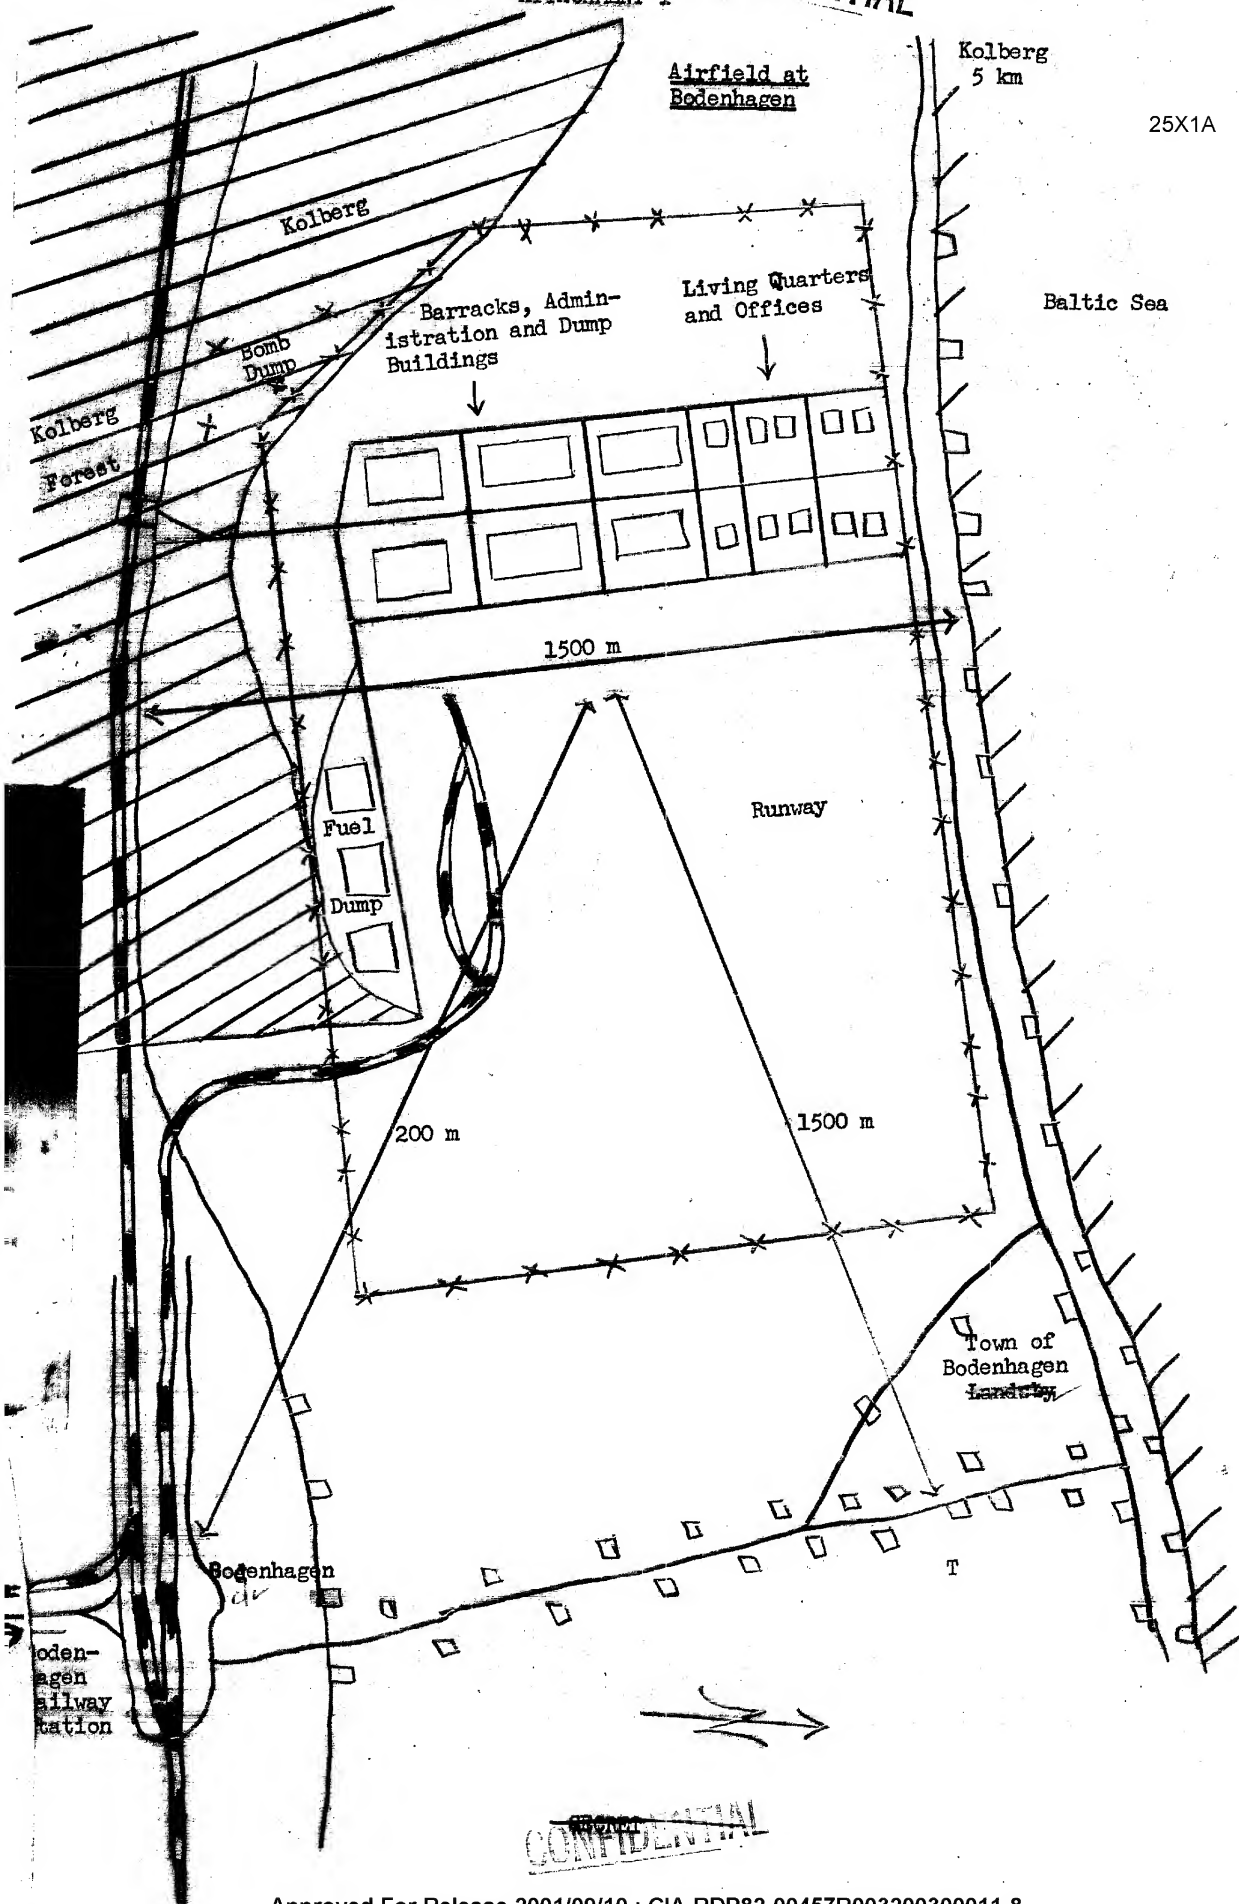 Airfield at
Bodenhagen
Kolberg
5 km
25X1A
Kolberg
Living Quarters
and Offices
Baltic Sea
Barracks, Admin-
istration and Dump
Buildings
Bomb
Dump
Kolberg
Forest
1500 m
Runway
Fuel
Dump
200 m
1500 m
Town of
Bodenhagen
Landsby
Bodenhagen
T
oden-
agen
ailway
tation
SECRET
CONFIDENTIAL
Approved For Release 2001/09/10 : CIA-RDP82-00457R003200300011-8